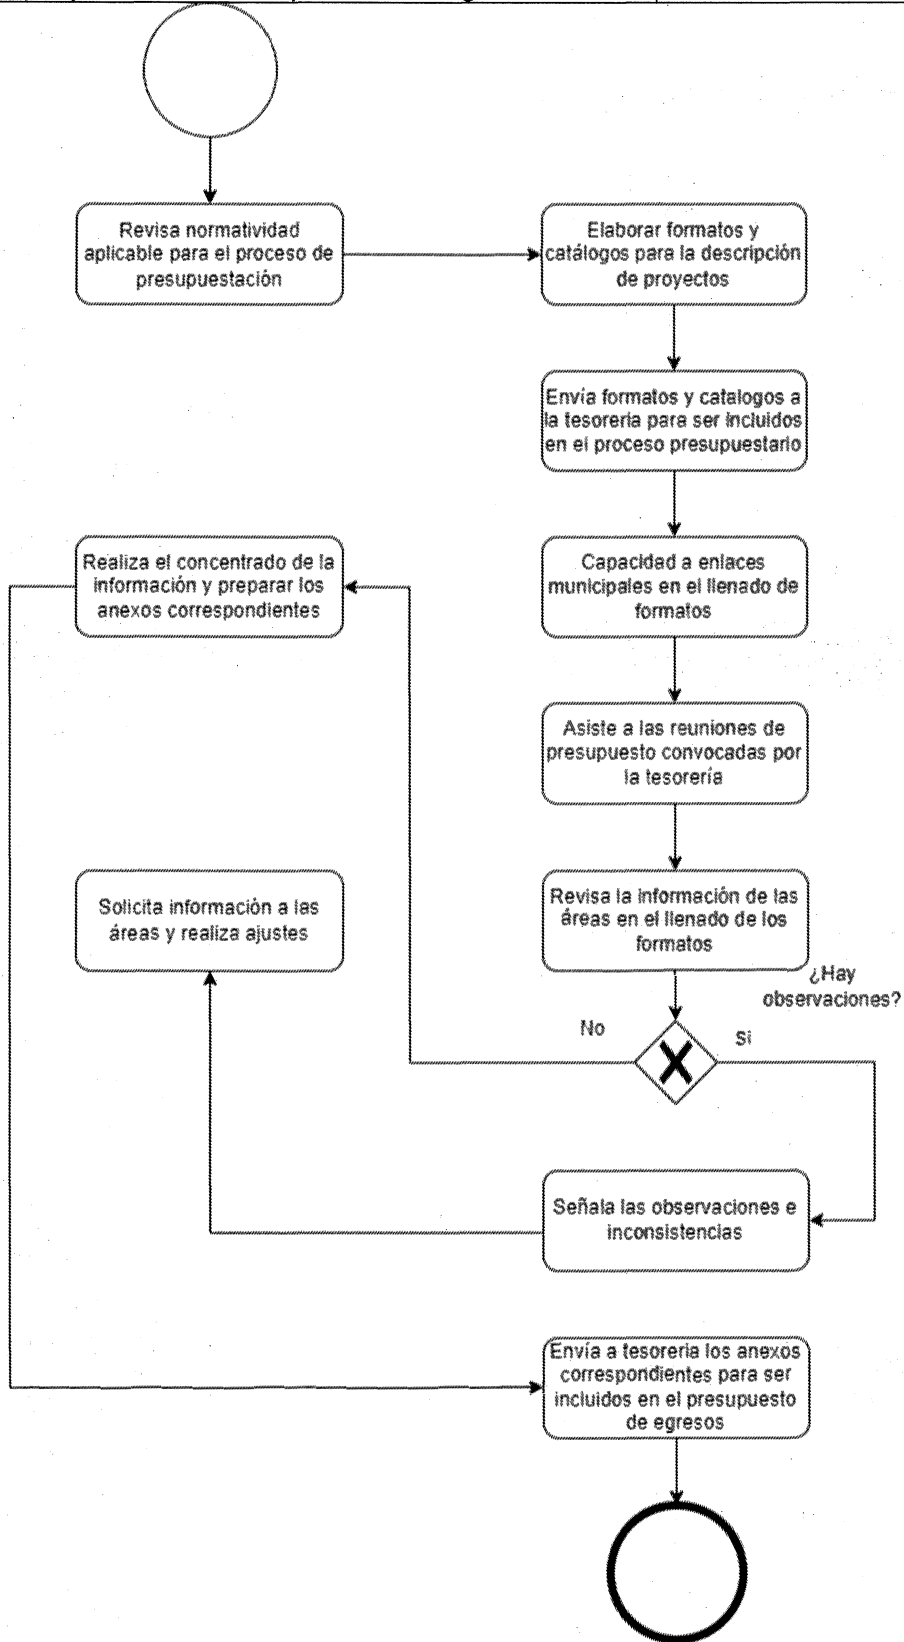 Revisa normatividad
aplicable para el proceso de
presupuestación
Elaborar formatos y
catálogos para la descripción
de proyectos
Envía formatos y catalogos a
la tesoreria para ser incluidos
en el proceso presupuestario
Capacidad a enlaces
municipales en el llenado de
formatos
Asiste a las reuniones de
presupuesto convocadas por
la tesorería
Revisa la información de las
áreas en el llenado de los
formatos
¿Hay
observaciones?
No
Si
Realiza el concentrado de la
información y preparar los
anexos correspondientes
Solicita información a las
áreas y realiza ajustes
Señala las observaciones e
inconsistencias
Envía a tesoreria los anexos
correspondientes para ser
incluidos en el presupuesto
de egresos